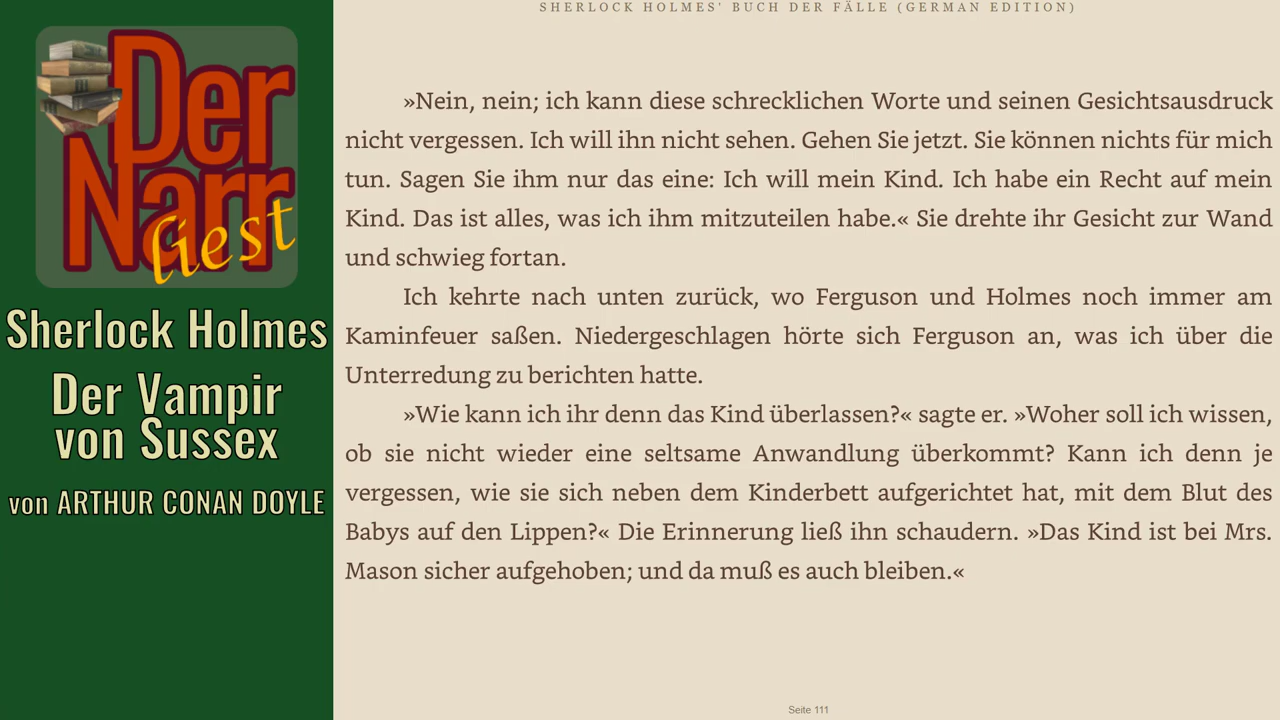 Der
Narr
liest
Sherlock Holmes
Der Vampir
von Sussex
von ARTHUR CONAN DOYLE
SHERLOCK HOLMES' BUCH DER FÄLLE (GERMAN EDITION)
»Nein, nein; ich kann diese schrecklichen Worte und seinen Gesichtsausdruck
nicht vergessen. Ich will ihn nicht sehen. Gehen Sie jetzt. Sie können nichts für mich
tun. Sagen Sie ihm nur das eine: Ich will mein Kind. Ich habe ein Recht auf mein
Kind. Das ist alles, was ich ihm mitzuteilen habe.« Sie drehte ihr Gesicht zur Wand
und schwieg fortan.
Ich kehrte nach unten zurück, wo Ferguson und Holmes noch immer am
Kaminfeuer saßen. Niedergeschlagen hörte sich Ferguson an, was ich über die
Unterredung zu berichten hatte.
»Wie kann ich ihr denn das Kind überlassen?« sagte er. »Woher soll ich wissen,
ob sie nicht wieder eine seltsame Anwandlung überkommt? Kann ich denn je
vergessen, wie sie sich neben dem Kinderbett aufgerichtet hat, mit dem Blut des
Babys auf den Lippen?« Die Erinnerung ließ ihn schaudern. »Das Kind ist bei Mrs.
Mason sicher aufgehoben; und da muß es auch bleiben.«
Seite 111